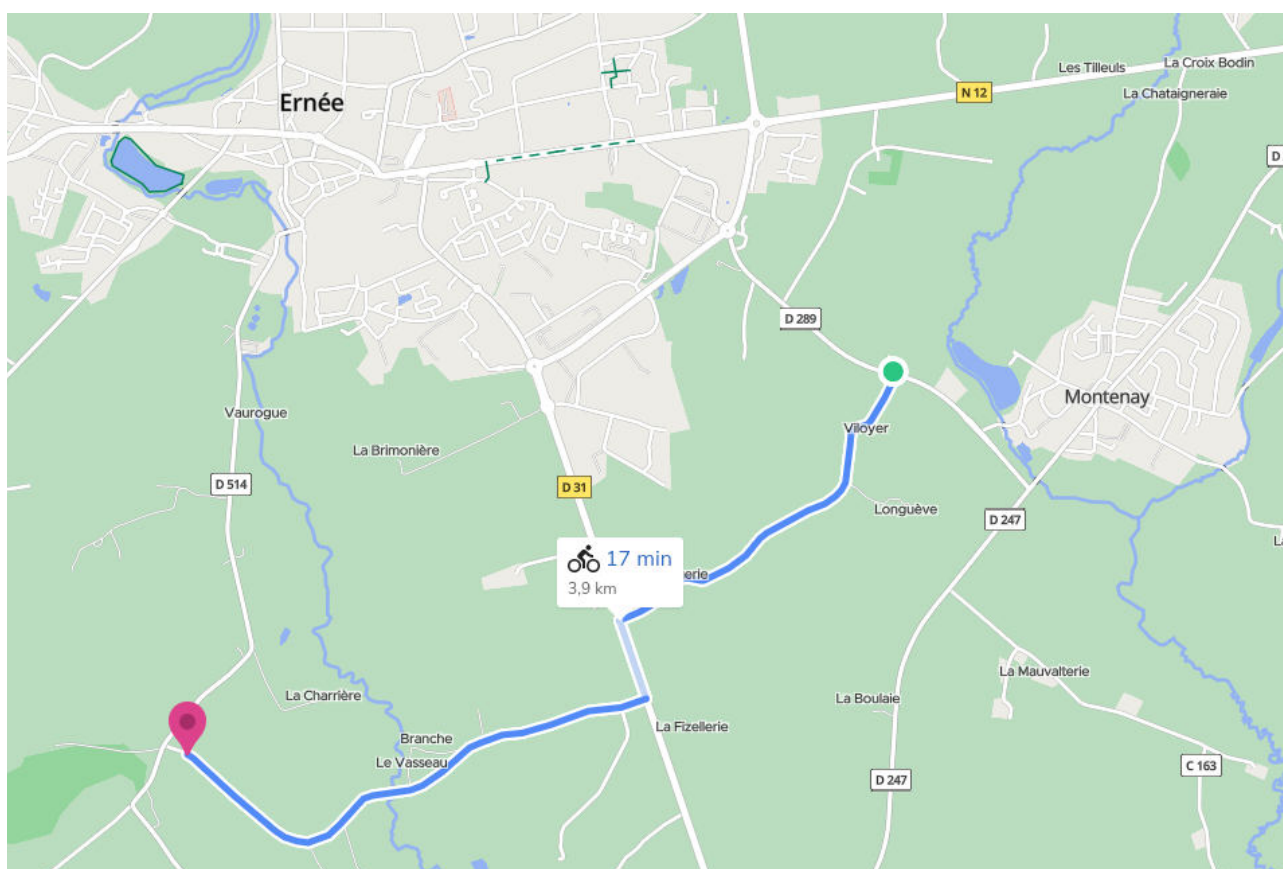 Les Tilleuls
La Croix Bodin
N 12
La Chataigneraie
Ernée
D
D 289
Montenay
Vaurogue
Viloyer
La Brimonière
D 514
D 31
Longuève
D 247
17 min
erie
3,9 km
La Mauvalterie
La Charrière
La Boulaie
La Fizellerie
Branche
Le Vasseau
C 163
D 247